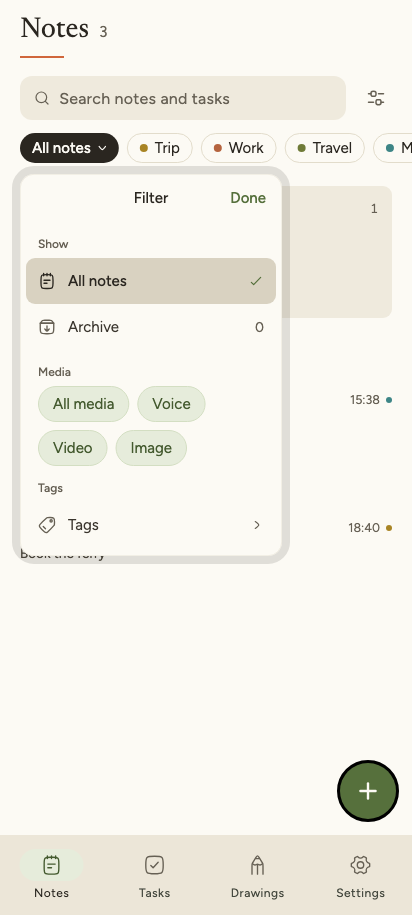 Notes 3
Search notes and tasks
All notes Trip Work Travel M
Filter Done
1
Show
All notes
Archive 0
Media
All media Voice
15:38
Video Image
Tags
Tags
18:40
Book the ferry
Notes Tasks Drawings Settings